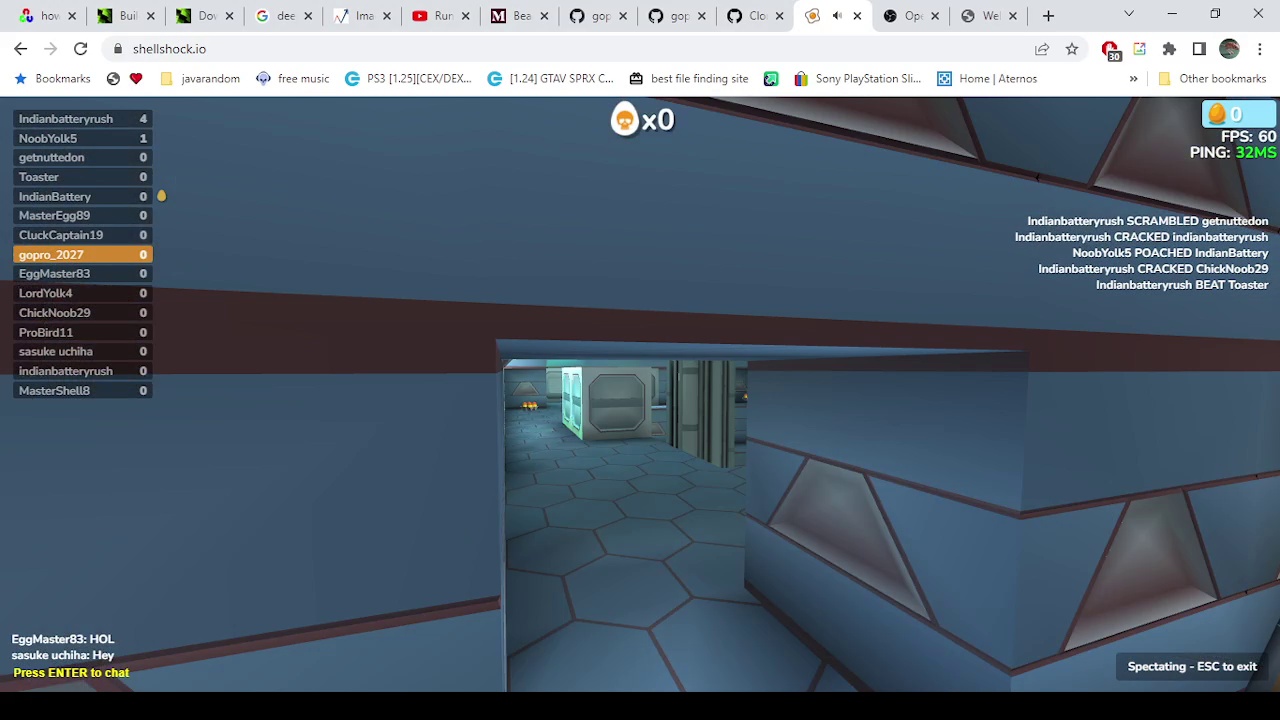 how
Buil
Dov
dee
Ima
Run
Bea
gop
gop
Clo
Ope
Wel
shellshock.io
30
Bookmarks
javarandom
free music
PS3 [1.25][CEX/DEX...
[1.24] GTAV SPRX C...
best file finding site
Sony PlayStation Sli...
Home | Aternos
»
Other bookmarks
Indianbatteryrush 4
NoobYolk5 1
getnuttedon 0
Toaster 0
IndianBattery 0
MasterEgg89 0
CluckCaptain19 0
gopro_2027 0
EggMaster83 0
LordYolk4 0
ChickNoob29 0
ProBird11 0
sasuke uchiha 0
indianbatteryrush 0
MasterShell8 0
x0
0
FPS: 60
PING: 32MS
Indianbatteryrush SCRAMBLED getnuttedon
Indianbatteryrush CRACKED indianbatteryrush
NoobYolk5 POACHED IndianBattery
Indianbatteryrush CRACKED ChickNoob29
Indianbatteryrush BEAT Toaster
EggMaster83: HOL
sasuke uchiha: Hey
Press ENTER to chat
Spectating - ESC to exit